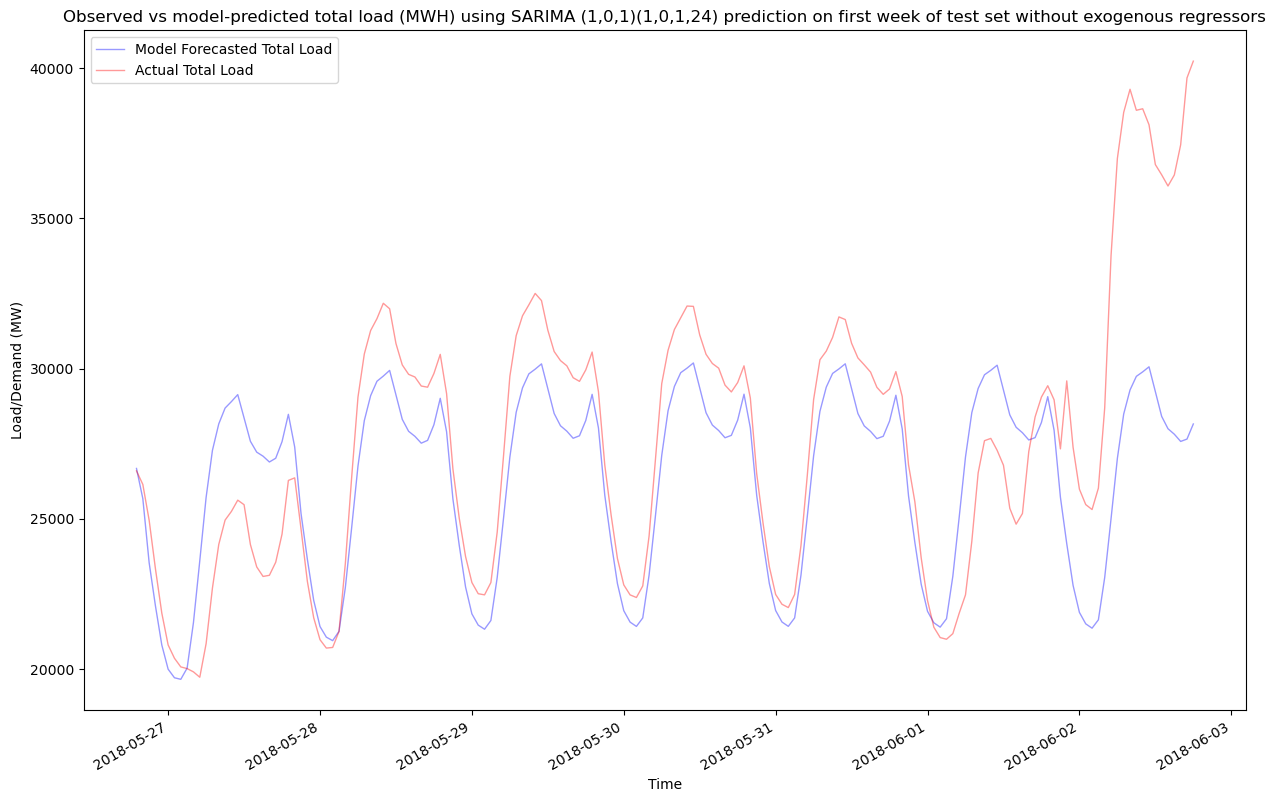 Observed vs model-predicted total load (MWH) using SARIMA (1,0,1)(1,0,1,24) prediction on first week of test set without exogenous regressors
Model Forecasted Total Load
Actual Total Load
40000
35000
30000
25000
20000
Load/Demand (MW)
2018-05-27
2018-05-28
2018-05-29
2018-05-30
2018-05-31
2018-06-01
2018-06-02
2018-06-03
Time